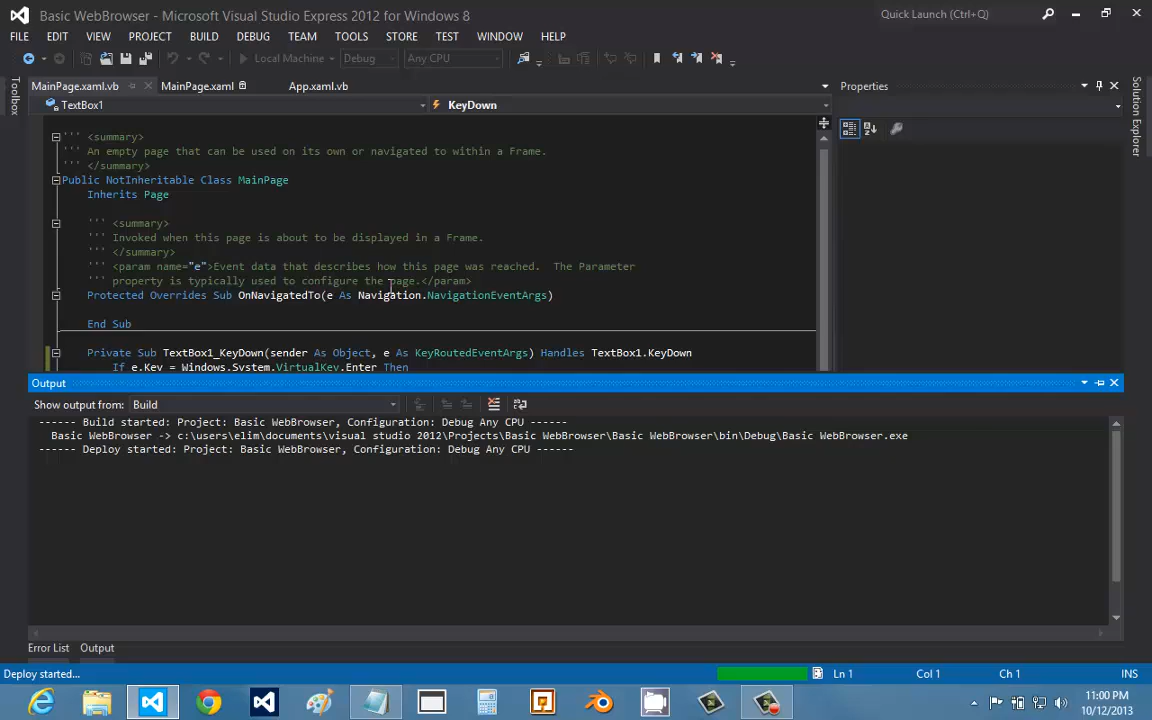 Basic WebBrowser - Microsoft Visual Studio Express 2012 for Windows 8
Quick Launch (Ctrl+Q)
FILE EDIT VIEW PROJECT BUILD DEBUG TEAM TOOLS STORE TEST WINDOW HELP
Local Machine Debug Any CPU
MainPage.xaml.vb MainPage.xaml App.xaml.vb
Properties
Toolbox
Solution Explorer
TextBox1 KeyDown
''' <summary>
''' An empty page that can be used on its own or navigated to within a Frame.
''' </summary>
Public NotInheritable Class MainPage
Inherits Page
''' <summary>
''' Invoked when this page is about to be displayed in a Frame.
''' </summary>
''' <param name="e">Event data that describes how this page was reached.  The Parameter
''' property is typically used to configure the page.</param>
Protected Overrides Sub OnNavigatedTo(e As Navigation.NavigationEventArgs)
End Sub
Private Sub TextBox1_KeyDown(sender As Object, e As KeyRoutedEventArgs) Handles TextBox1.KeyDown
If e.Key = Windows.System.VirtualKey.Enter Then
Output
Show output from: Build
------ Build started: Project: Basic WebBrowser, Configuration: Debug Any CPU ------
Basic WebBrowser -> c:\users\elim\documents\visual studio 2012\Projects\Basic WebBrowser\Basic WebBrowser\bin\Debug\Basic WebBrowser.exe
------ Deploy started: Project: Basic WebBrowser, Configuration: Debug Any CPU ------
Error List Output
Deploy started... Ln 1 Col 1 Ch 1 INS
11:00 PM
10/12/2013